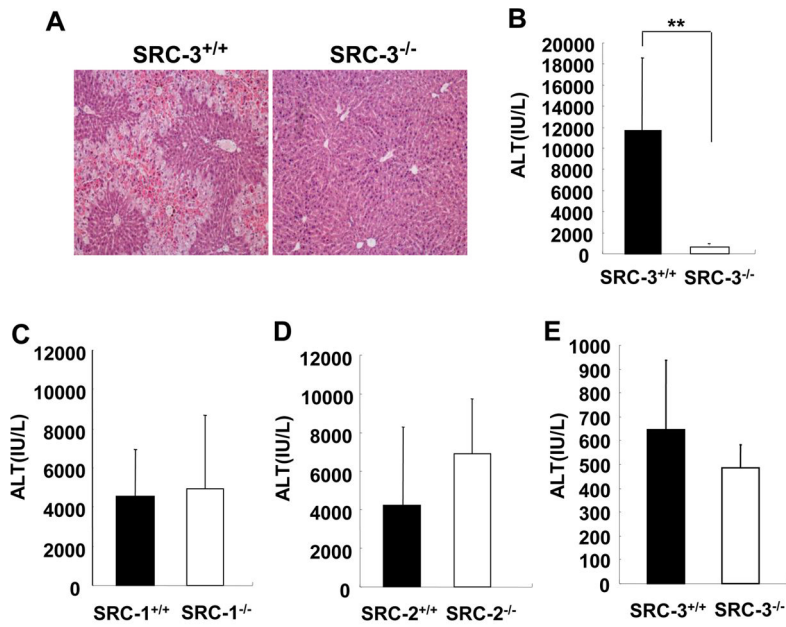 A
SRC-3+/+ SRC-3-/-
B
**
ALT(IU/L)
20000
18000
16000
14000
12000
10000
8000
6000
4000
2000
0
SRC-3+/+ SRC-3-/-
C
ALT(IU/L)
12000
10000
8000
6000
4000
2000
0
SRC-1+/+ SRC-1-/-
D
ALT(IU/L)
12000
10000
8000
6000
4000
2000
0
SRC-2+/+ SRC-2-/-
E
ALT(IU/L)
1000
900
800
700
600
500
400
300
200
100
0
SRC-3+/+ SRC-3-/-